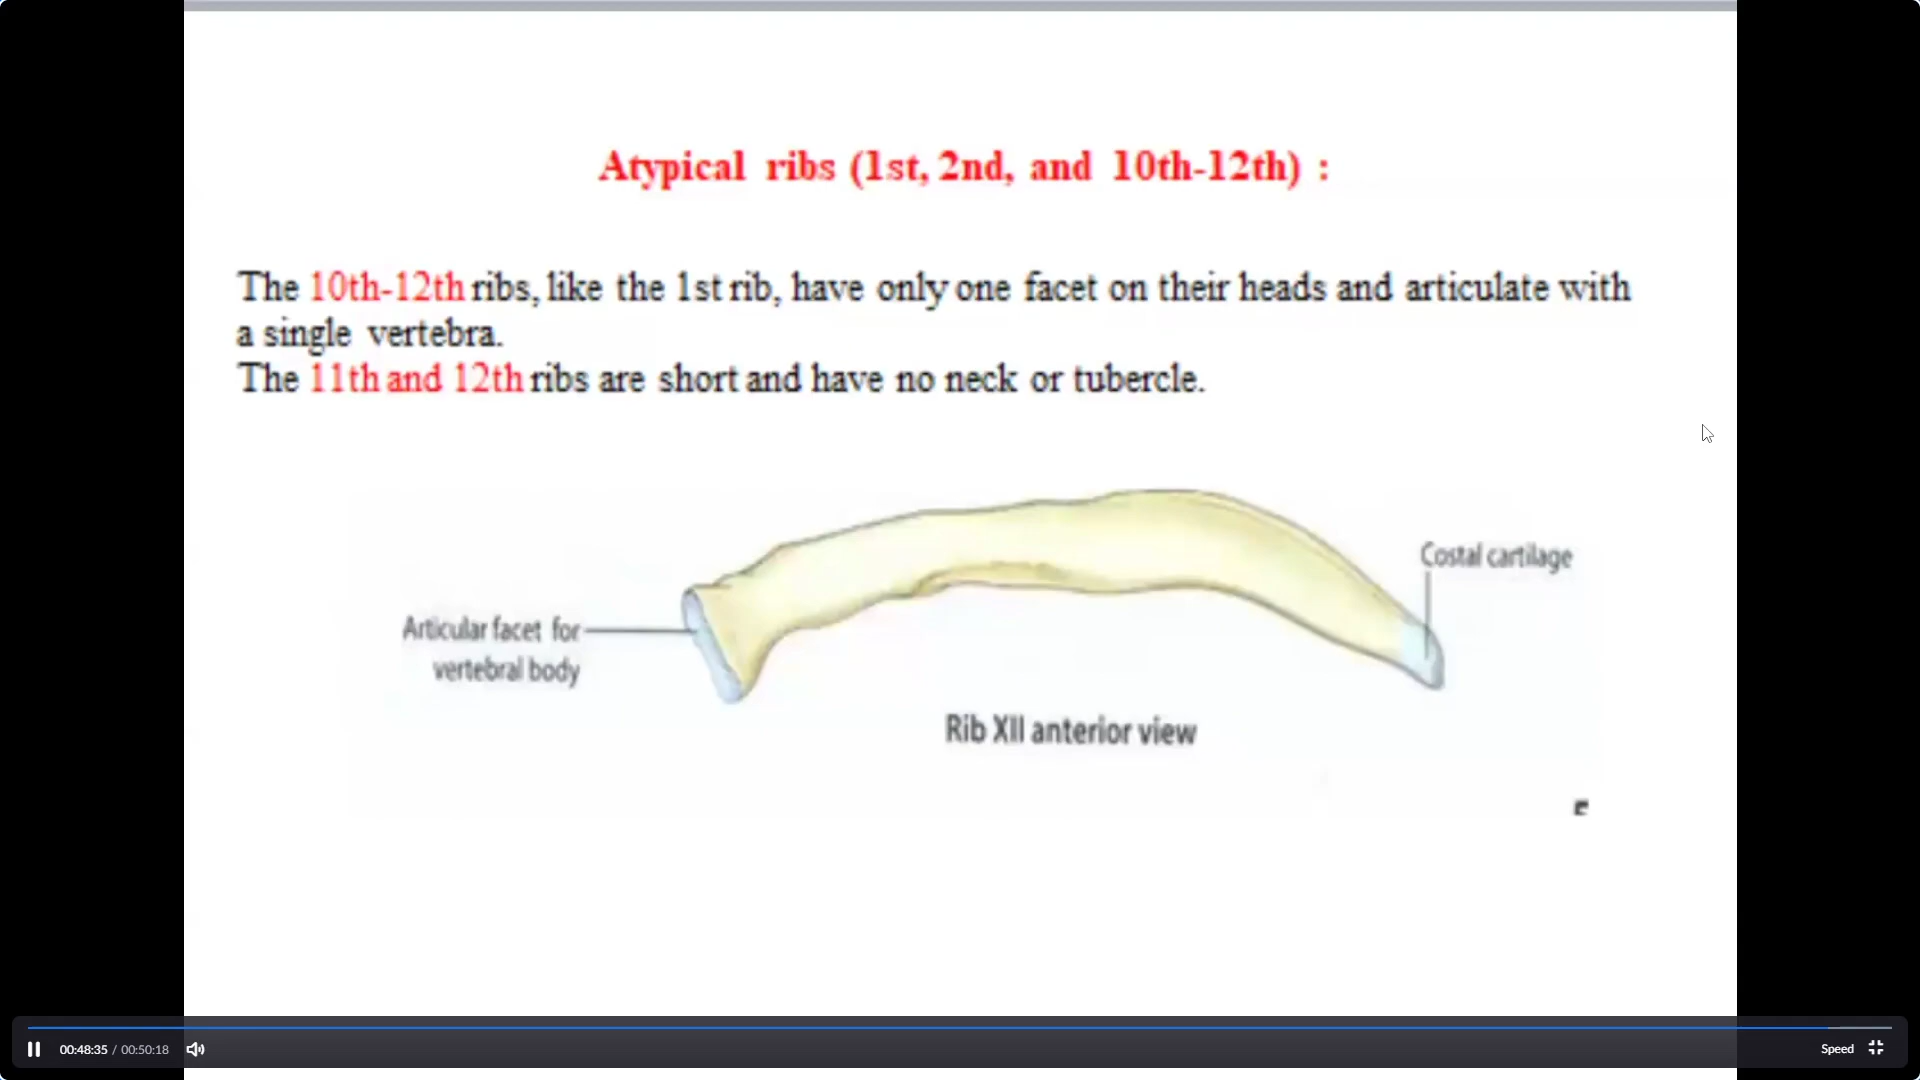 Atypical ribs (1st, 2nd, and 10th-12th) :
The 10th-12th ribs, like the 1st rib, have only one facet on their heads and articulate with
a single vertebra.
The 11th and 12th ribs are short and have no neck or tubercle.
Costal cartilage
Articular facet for
vertebral body
Rib XII anterior view
00:48:35 / 00:50:18
Speed